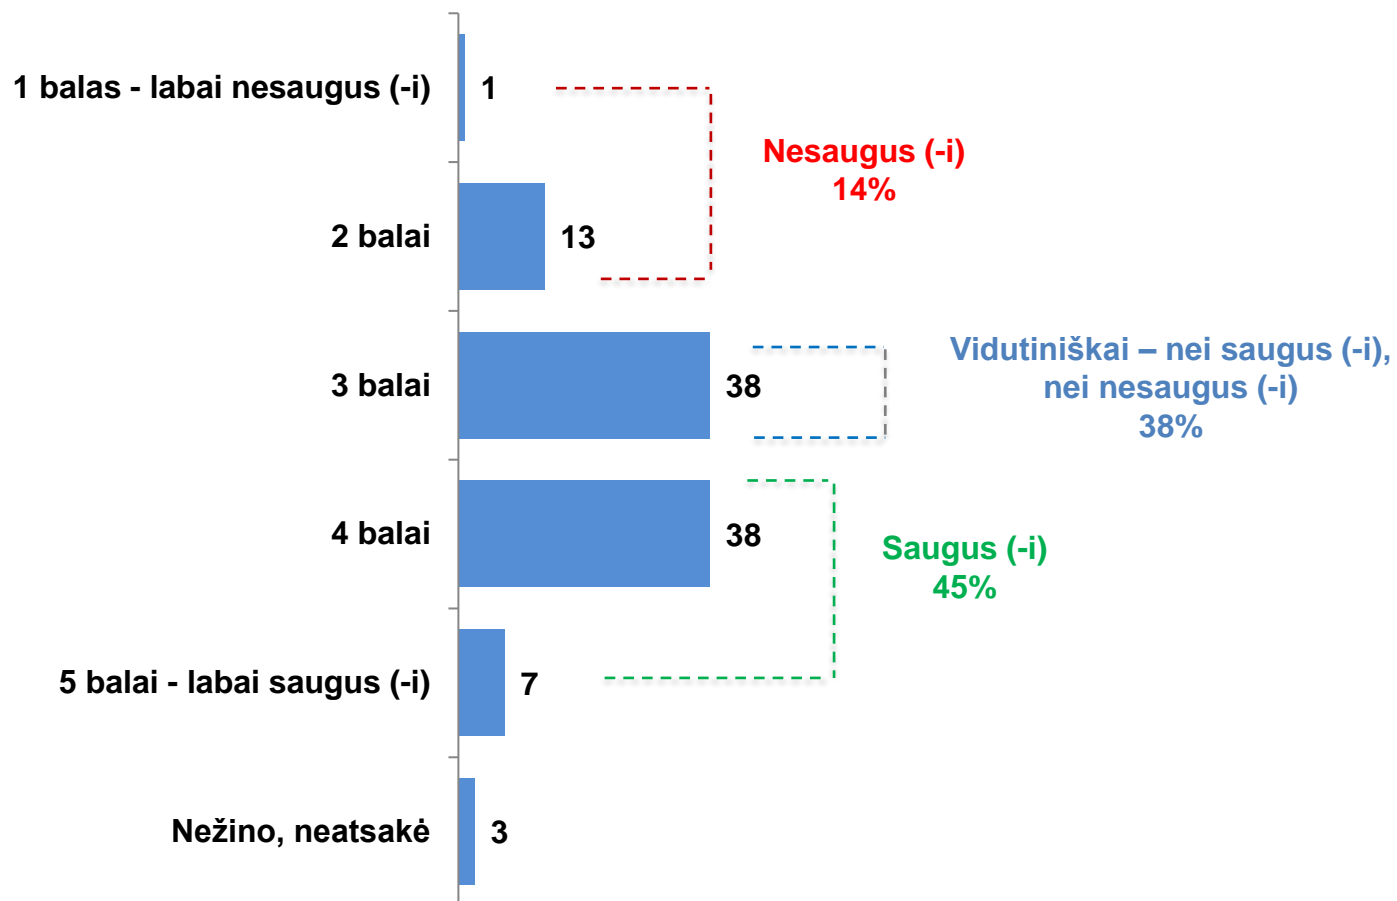 1 balas - labai nesaugus (-i)
1
Nesaugus (-i)
14%
2 balai
13
3 balai
38
Vidutiniškai – nei saugus (-i),
nei nesaugus (-i)
38%
4 balai
38
Saugus (-i)
45%
5 balai - labai saugus (-i)
7
Nežino, neatsakė
3